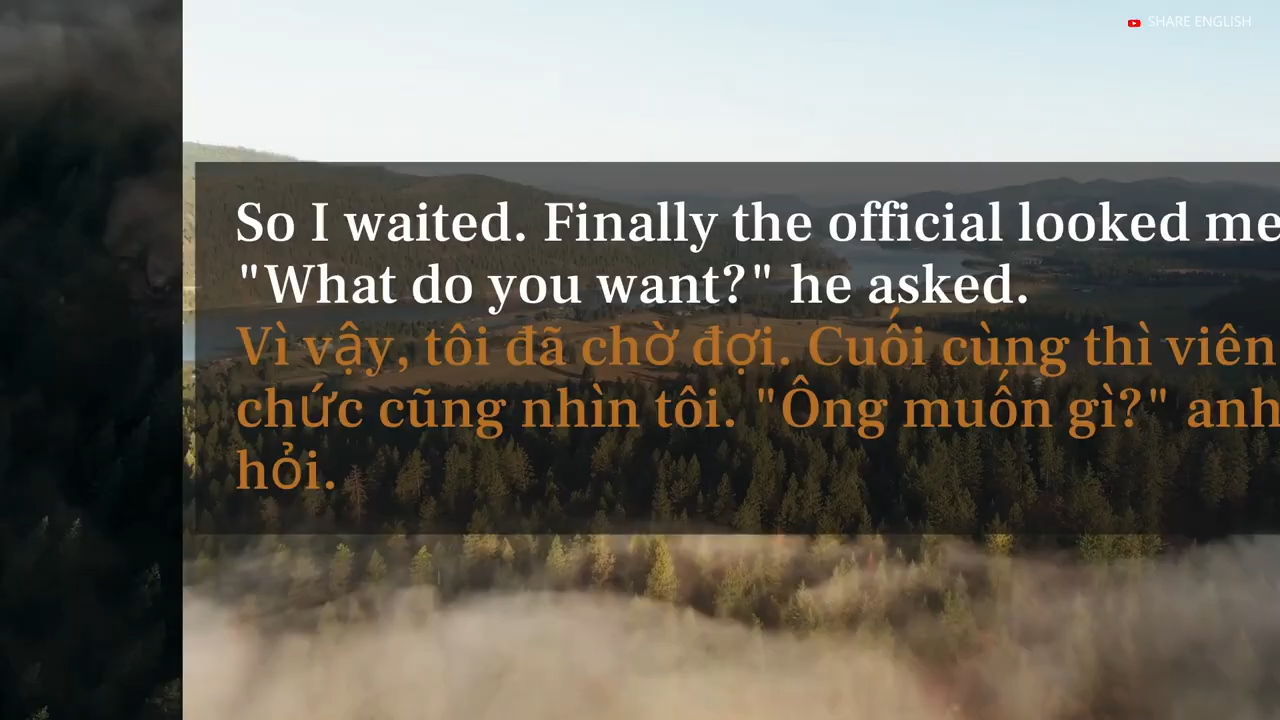 SHARE ENGLISH
So I waited. Finally the official looked me
"What do you want?" he asked.
Vì vậy, tôi đã chờ đợi. Cuối cùng thì viên
chức cũng nhìn tôi. "Ông muốn gì?" anh
hỏi.